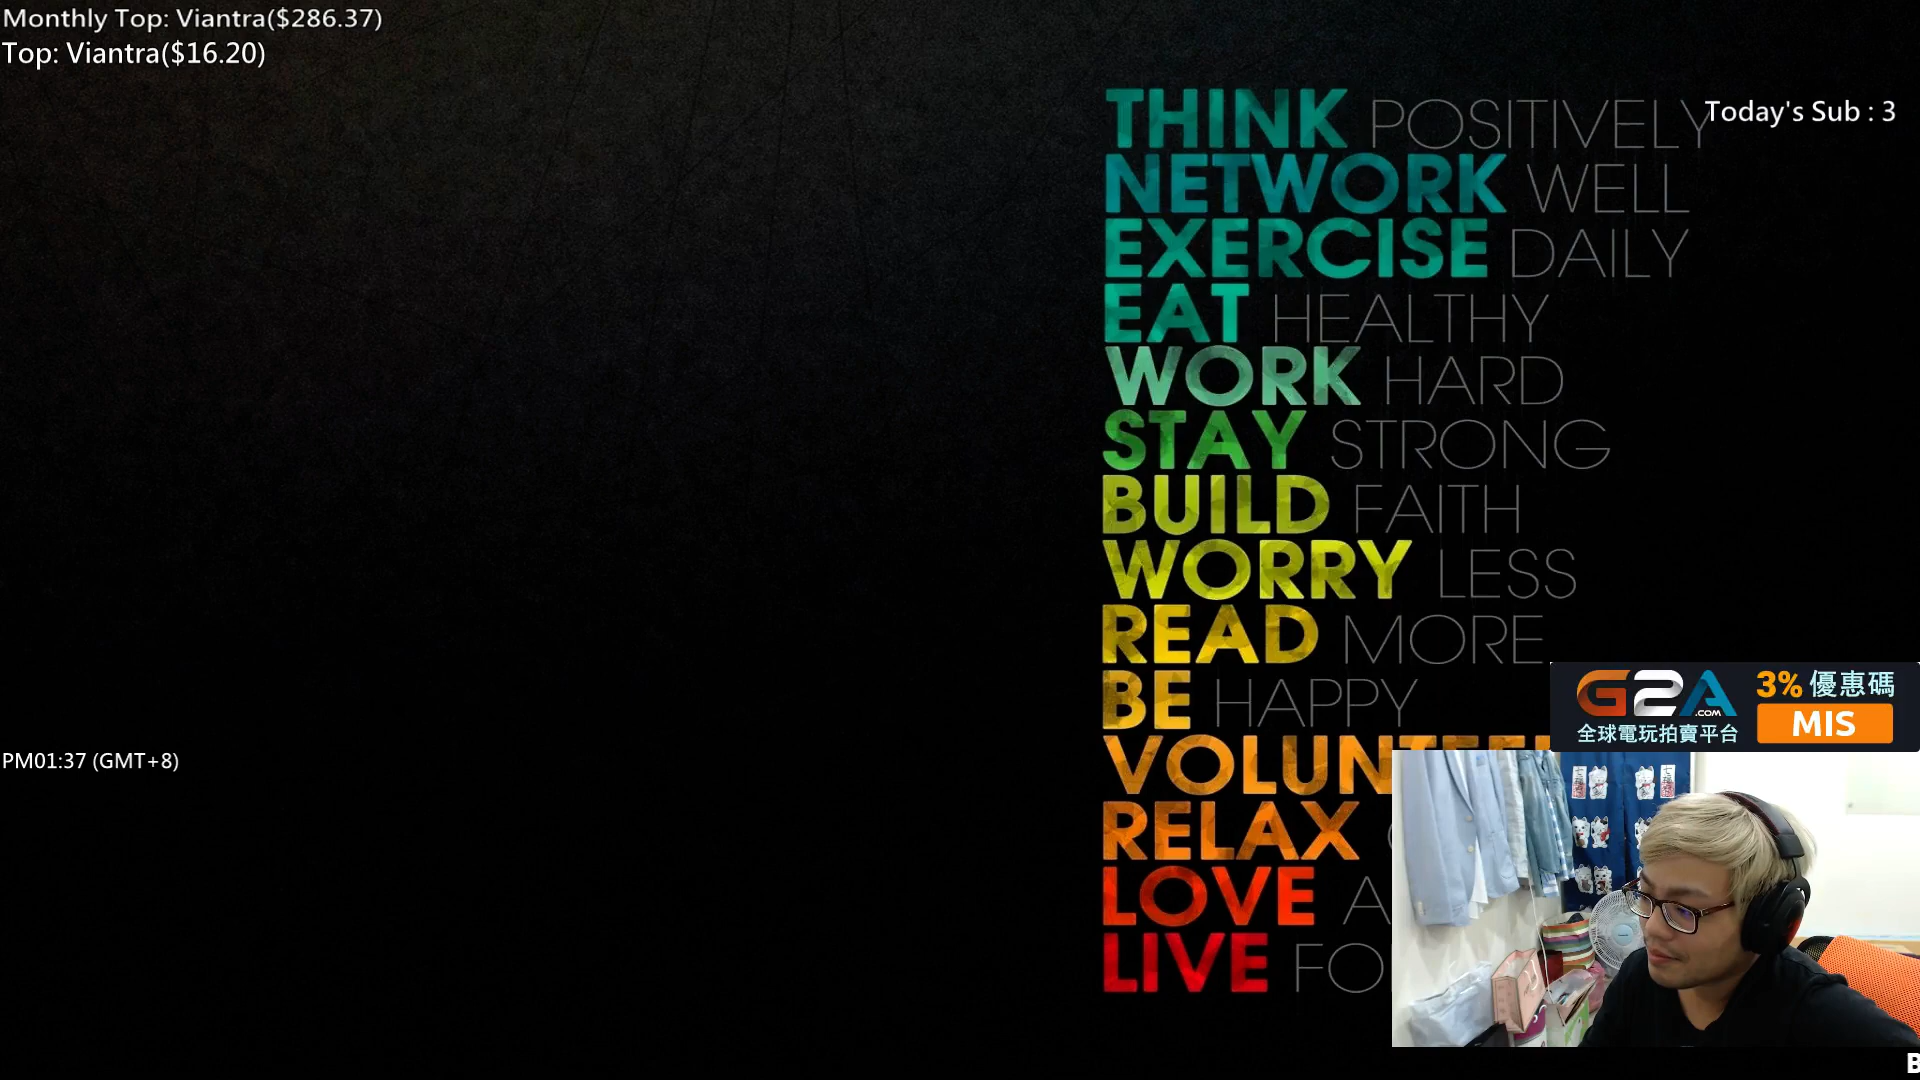 Monthly Top: Viantra($286.37)
Top: Viantra($16.20)
Today's Sub : 3
THINK POSITIVELY
NETWORK WELL
EXERCISE DAILY
EAT HEALTHY
WORK HARD
STAY STRONG
BUILD FAITH
WORRY LESS
READ MORE
BE HAPPY
VOLUN
RELAX
LOVE A
LIVE FO
G2A.COM
全球電玩拍賣平台
3% 優惠碼
MIS
PM01:37 (GMT+8)
B